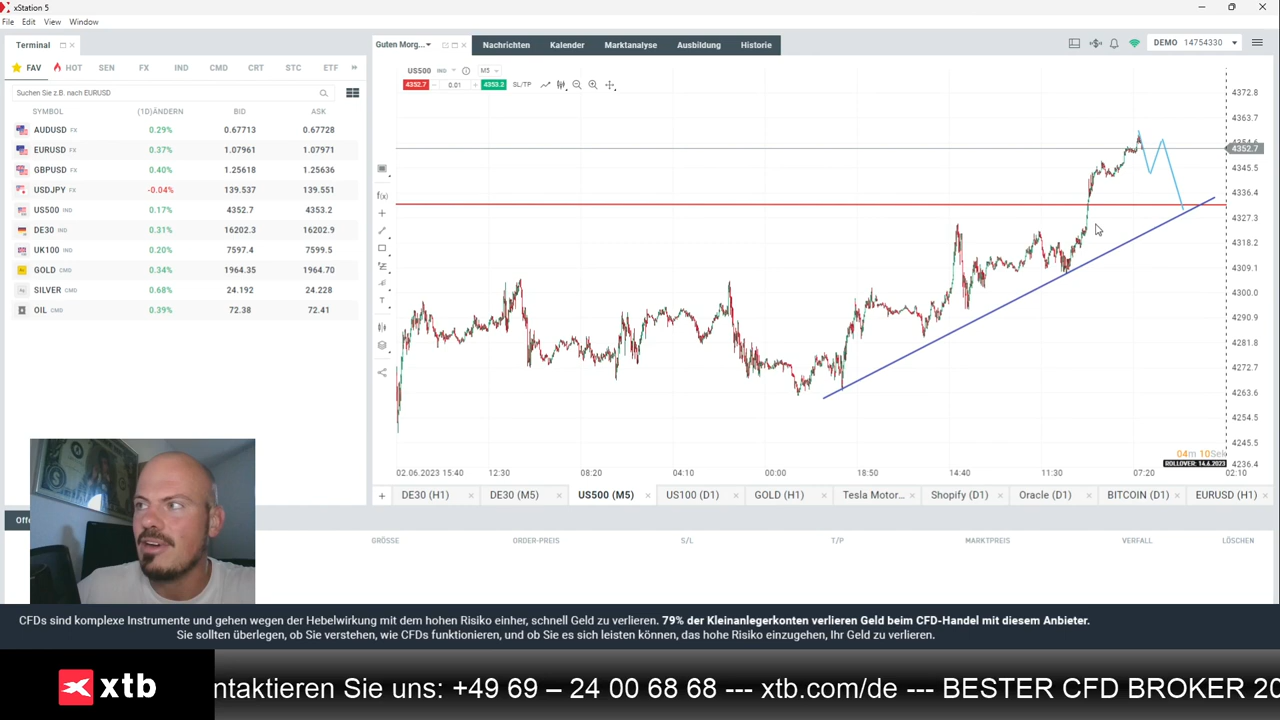 xStation 5
File Edit View Window
Terminal
FAV HOT SEN FX IND CMD CRT STC ETF
Suchen Sie z.B. nach EURUSD
SYMBOL (1D)ÄNDERN BID ASK
AUDUSD FX 0.29% 0.67713 0.67728
EURUSD FX 0.37% 1.07961 1.07971
GBPUSD FX 0.40% 1.25618 1.25636
USDJPY FX -0.04% 139.537 139.551
US500 IND 0.17% 4352.7 4353.2
DE30 IND 0.31% 16202.3 16202.9
UK100 IND 0.20% 7597.4 7599.5
GOLD CMD 0.34% 1964.35 1964.70
SILVER CMD 0.68% 24.192 24.228
OIL CMD 0.39% 72.38 72.41
Guten Morg... Nachrichten Kalender Marktanalyse Ausbildung Historie DEMO 14754330
US500 IND M5
4352.7 0.01 4353.2 SL/TP
4372.8
4363.7
4352.7
4345.5
4336.4
4327.3
4318.2
4309.1
4300.0
4290.9
4281.8
4272.7
4263.6
4254.5
4245.5
4236.4
04m 10Sek
ROLLOVER: 14.6.2023
02.06.2023 15:40 12:30 08:20 04:10 00:00 18:50 14:40 11:30 07:20 02:10
DE30 (H1) DE30 (M5) US500 (M5) US100 (D1) GOLD (H1) Tesla Motor... Shopify (D1) Oracle (D1) BITCOIN (D1) EURUSD (H1)
GRÖSSE ORDER-PREIS S/L T/P MARKTPREIS VERFALL LÖSCHEN
CFDs sind komplexe Instrumente und gehen wegen der Hebelwirkung mit dem hohen Risiko einher, schnell Geld zu verlieren. 79% der Kleinanlegerkonten verlieren Geld beim CFD-Handel mit diesem Anbieter.
Sie sollten überlegen, ob Sie verstehen, wie CFDs funktionieren, und ob Sie es sich leisten können, das hohe Risiko einzugehen, Ihr Geld zu verlieren.
xtb
ntaktieren Sie uns: +49 69 – 24 00 68 68 --- xtb.com/de --- BESTER CFD BROKER 20